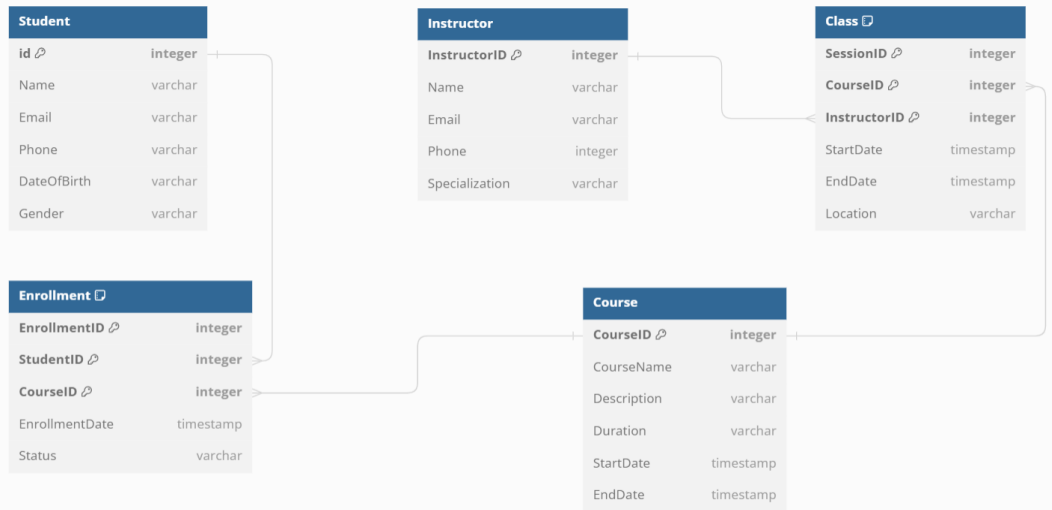 Student
id integer
Name varchar
Email varchar
Phone varchar
DateOfBirth varchar
Gender varchar
Instructor
InstructorID integer
Name varchar
Email varchar
Phone integer
Specialization varchar
Class
SessionID integer
CourseID integer
InstructorID integer
StartDate timestamp
EndDate timestamp
Location varchar
Enrollment
EnrollmentID integer
StudentID integer
CourseID integer
EnrollmentDate timestamp
Status varchar
Course
CourseID integer
CourseName varchar
Description varchar
Duration varchar
StartDate timestamp
EndDate timestamp